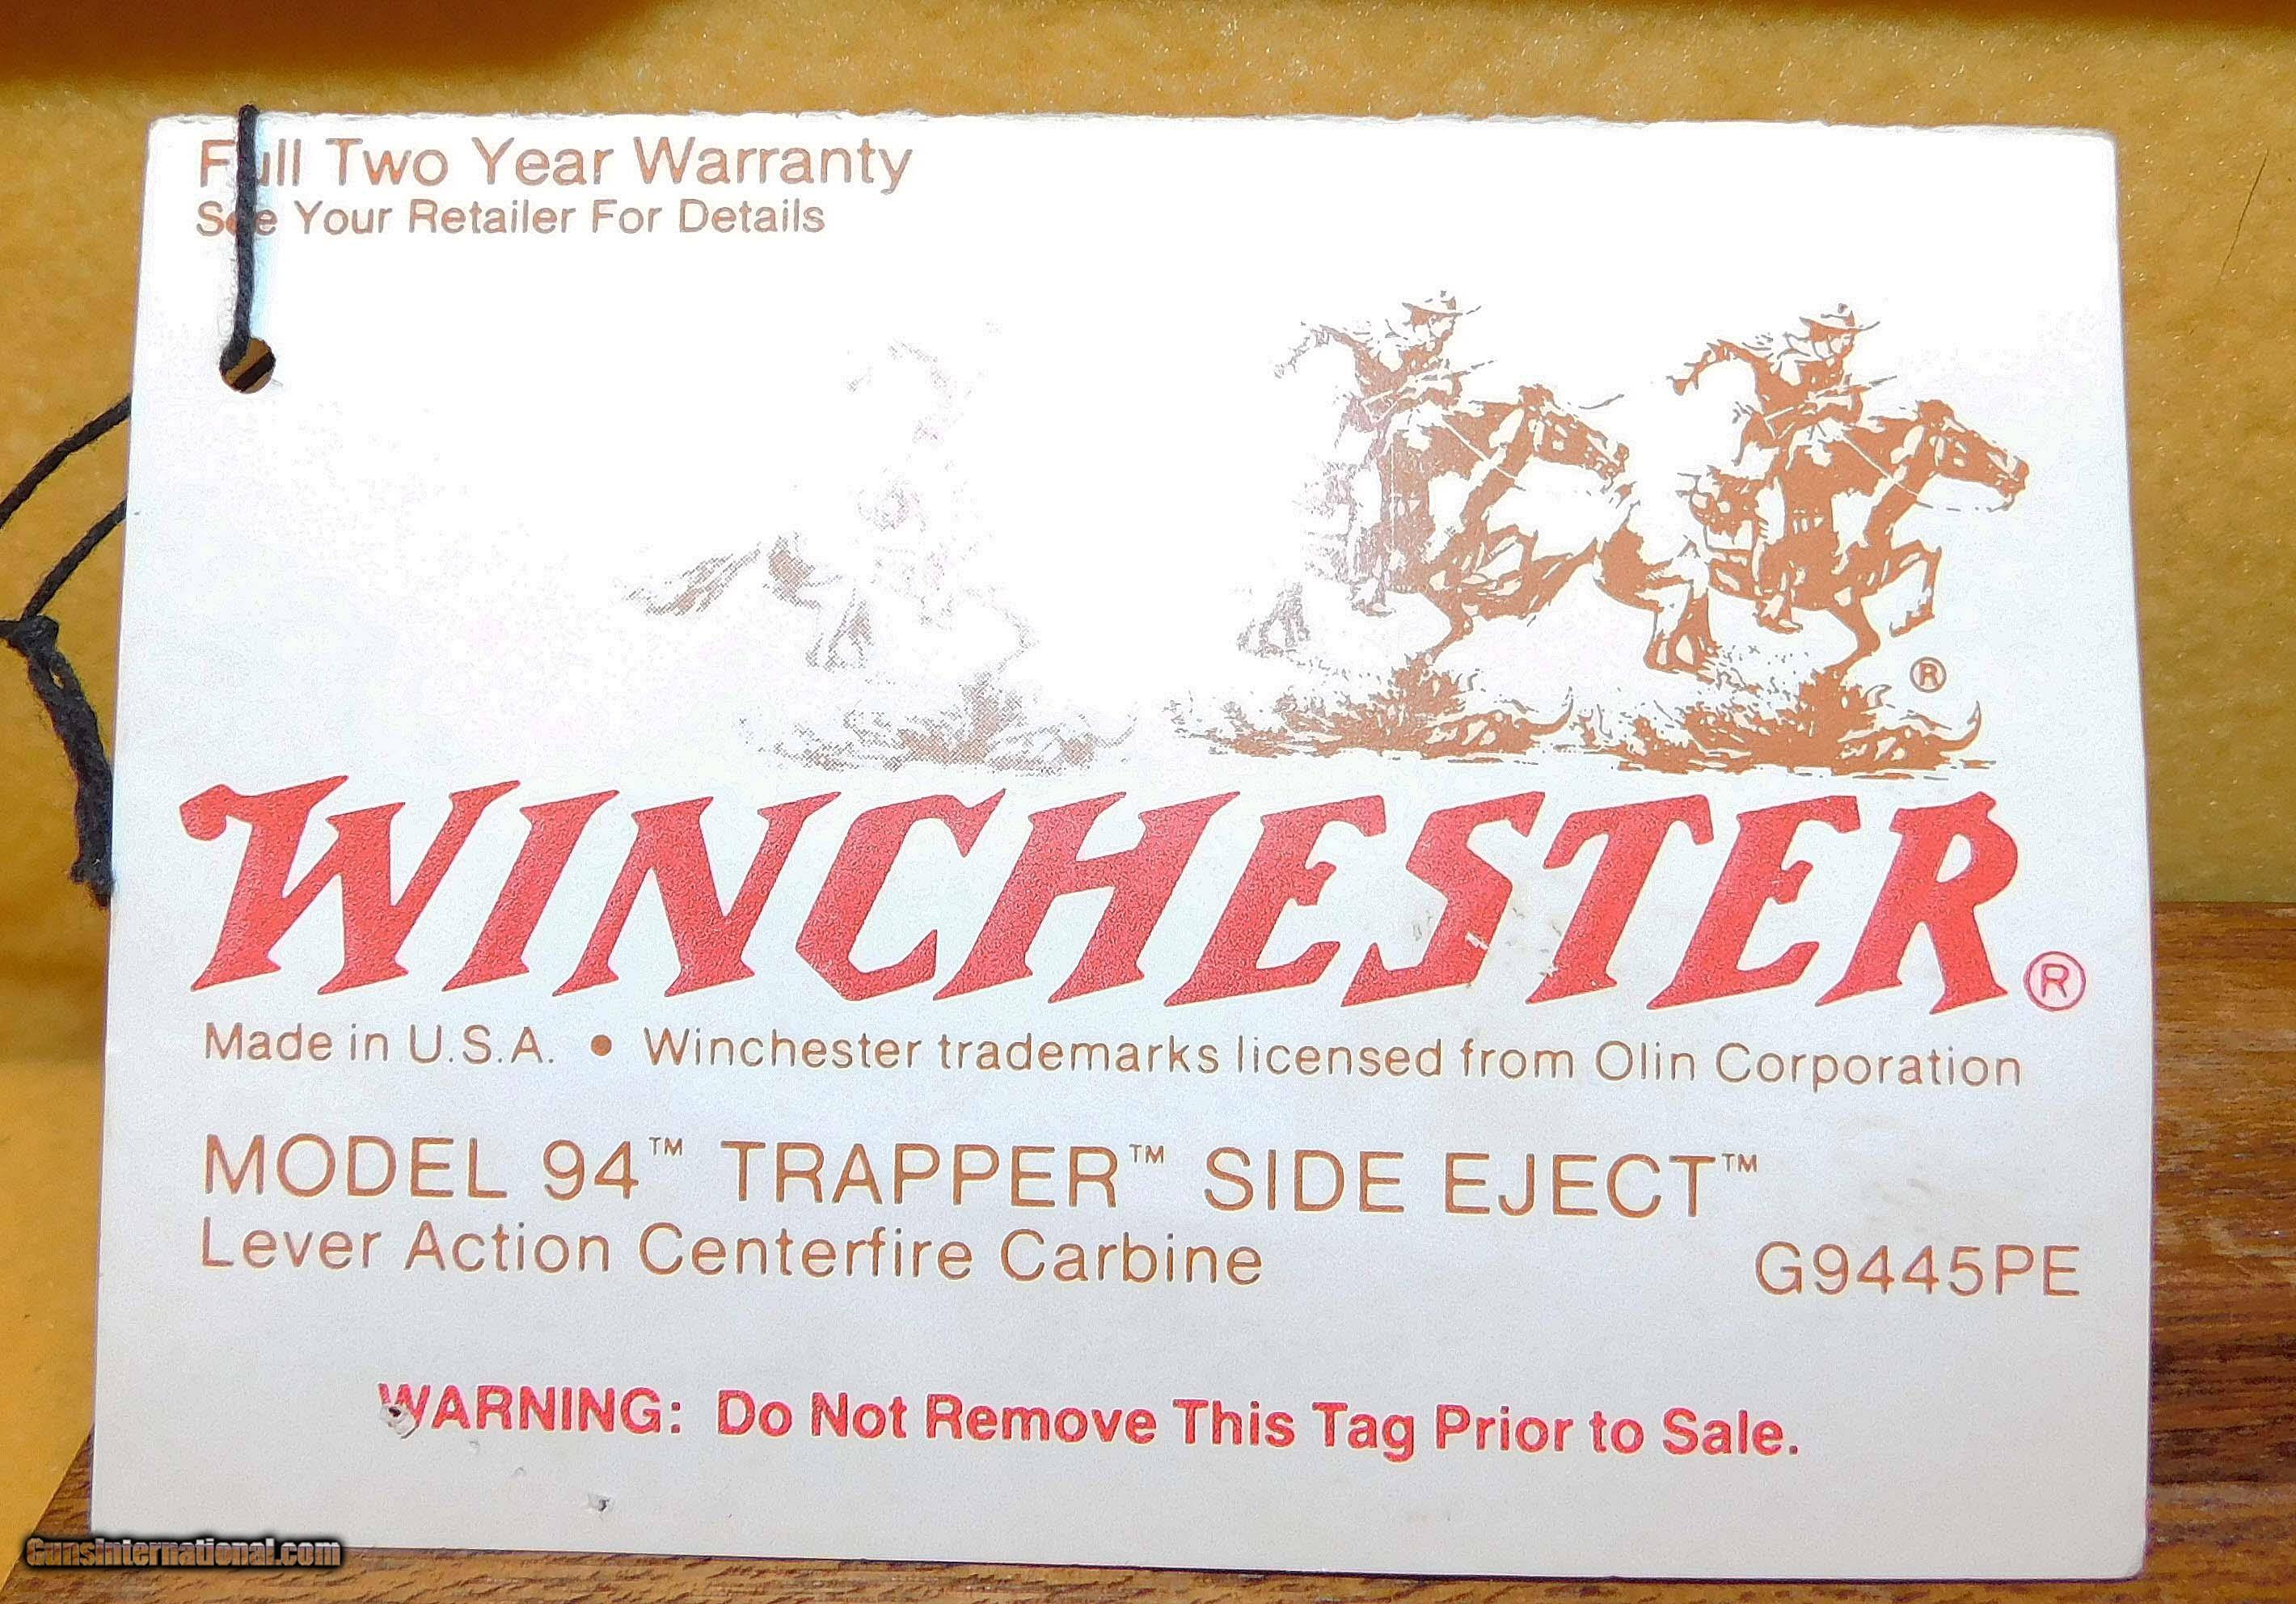 Full Two Year Warranty
See Your Retailer For Details
®
WINCHESTER®
Made in U.S.A. • Winchester trademarks licensed from Olin Corporation
MODEL 94™ TRAPPER™ SIDE EJECT™
Lever Action Centerfire Carbine G9445PE
WARNING: Do Not Remove This Tag Prior to Sale.
GunsInternational.com